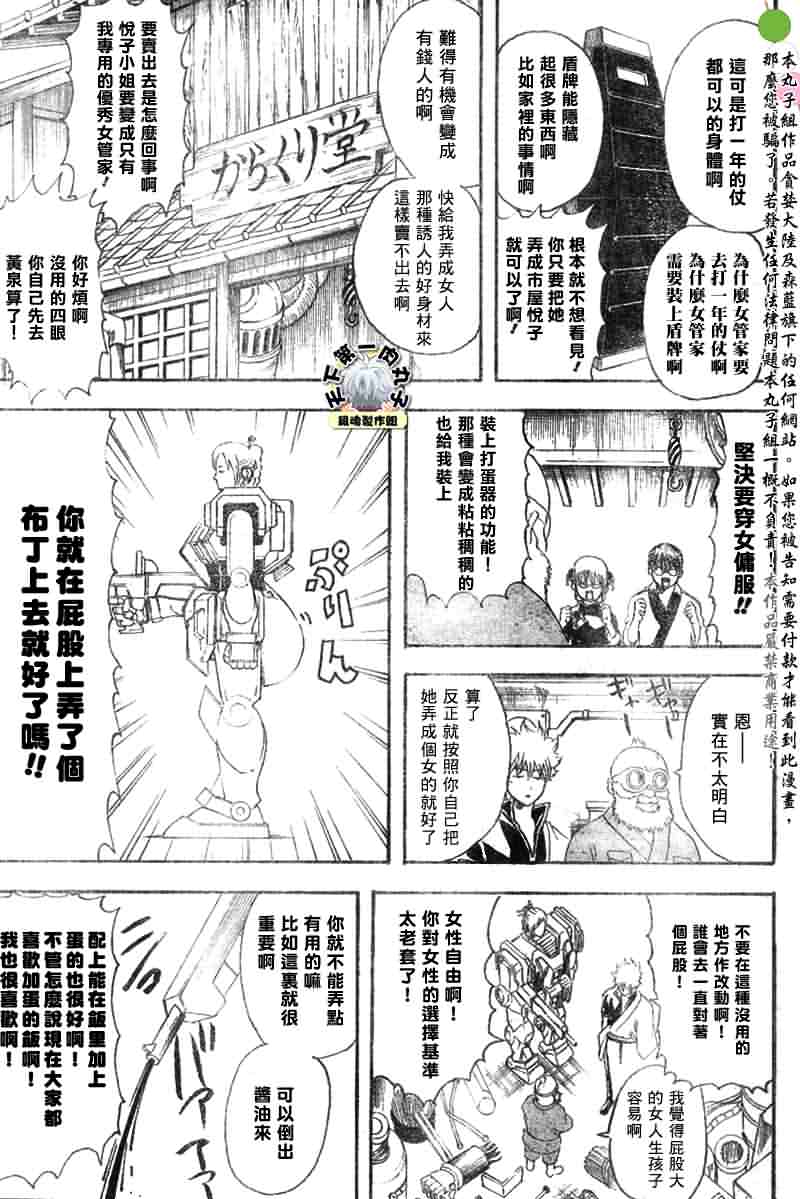 本丸子組作品貪婪大陸及森藍旗下的任何網站。如果您被告知需要付款才能看到此漫畫，
那麼您被騙了。若發生任何法律問題本丸子組一概不負責！本作品嚴禁商業用途！
這可是打一年的仗
都可以的身體啊
為什麼女管家要
去打一年的仗啊
為什麼女管家
需要裝上盾牌啊
盾牌能隱藏
起很多東西啊
比如家裡的事情啊
根本就不想看見！
你只要把她
弄成市屋悅子
就可以了啊！
難得有機會變成
有錢人的啊
快給我弄成女人
那種誘人的好身材來
這樣賣不出去啊
がらくり堂
要賣出去是怎麼回事啊
悅子小姐要變成只有
我專用的優秀女管家！
你好煩啊
沒用的四眼
你自己先去
黃泉算了！
天下第一肉丸子
漫畫製作組
堅決要穿女傭服！！
裝上打蛋器的功能！
那種會變成粘粘稠稠的
也給我裝上
ぷりん
你就在屁股上弄了個
布丁上去就好了嗎！！
恩──
實在不太明白
ギャ
ギャ
算了
反正就按照你自己把
她弄成個女的就好了
不要在這種沒用的
地方作改動啊！
誰會去一直對著
個屁股！
我覺得屁股大
的女人生孩子
容易啊
女性自由啊！
你對女性的選擇基準
太老套了！
你就不能弄點
有用的嘛
比如這裏就很
重要啊
可以倒出
醬油來
ドバァァァ
配上能在飯里加上
蛋的也很好啊！
不管怎麼說現在大家都
喜歡加蛋的飯啊！
我也很喜歡啊！